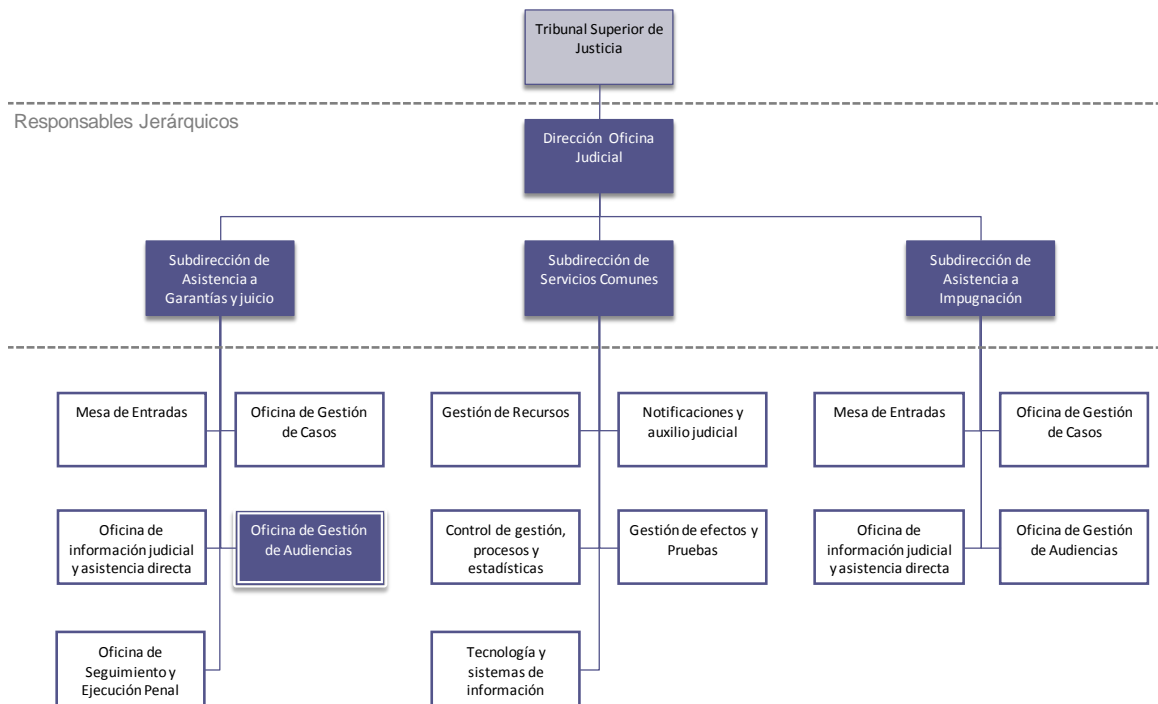 Tribunal Superior de
Justicia
Responsables Jerárquicos
Dirección Oficina
Judicial
Subdirección de
Asistencia a
Garantías y juicio
Subdirección de
Servicios Comunes
Subdirección de
Asistencia a
Impugnación
Mesa de Entradas
Oficina de Gestión
de Casos
Gestión de Recursos
Notificaciones y
auxilio judicial
Mesa de Entradas
Oficina de Gestión
de Casos
Oficina de
información judicial
y asistencia directa
Oficina de Gestión
de Audiencias
Control de gestión,
procesos y
estadísticas
Gestión de efectos y
Pruebas
Oficina de
información judicial
y asistencia directa
Oficina de Gestión
de Audiencias
Oficina de
Seguimiento y
Ejecución Penal
Tecnología y
sistemas de
información